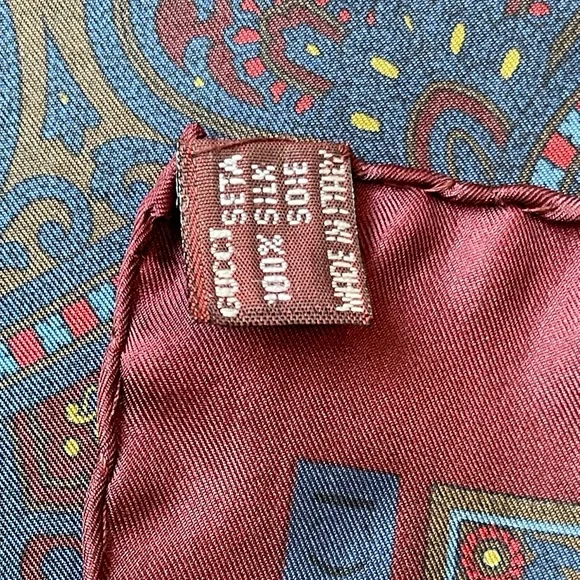 GUCCI
SETA
100% SILK
SOIE
MADE IN ITALY